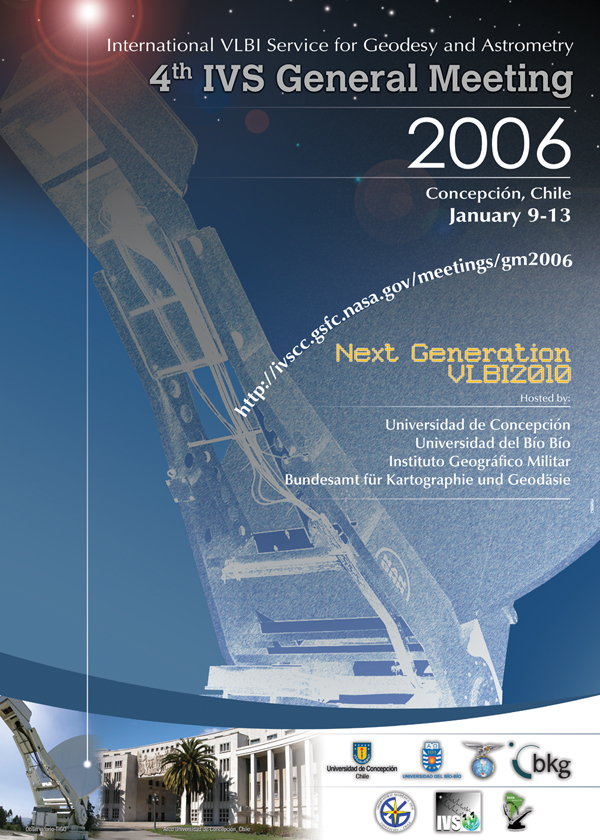 International VLBI Service for Geodesy and Astrometry
4th IVS General Meeting
2006
Concepción, Chile
January 9-13
http://ivscc.gsfc.nasa.gov/meetings/gm2006
Next Generation
VLBI2010
Hosted by:
Universidad de Concepción
Universidad del Bío Bío
Instituto Geográfico Militar
Bundesamt für Kartographie und Geodäsie
Universidad de Concepción
Chile
UNIVERSIDAD DEL BÍO-BÍO
bkg
IVS
Observatorio TIGO
Arco Universidad de Concepción, Chile